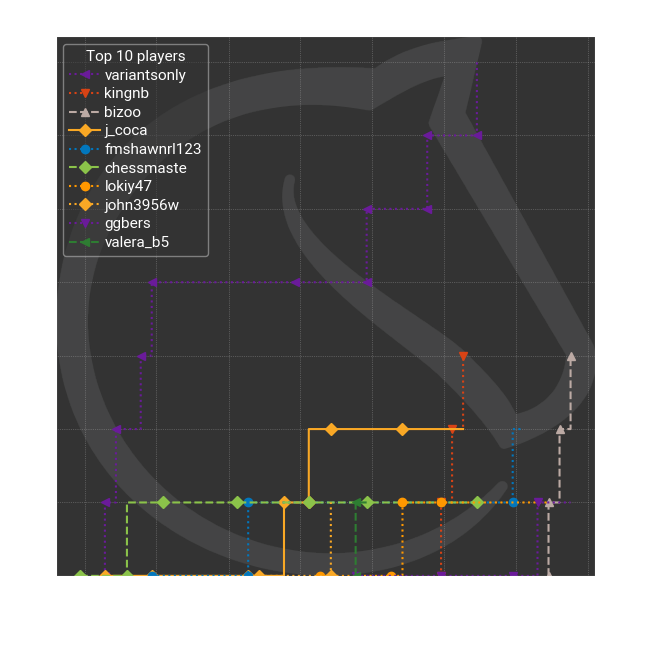 Top 10 players
variantsonly
kingnb
bizoo
j_coca
fmshawnrl123
chessmaste
lokiy47
john3956w
ggbers
valera_b5